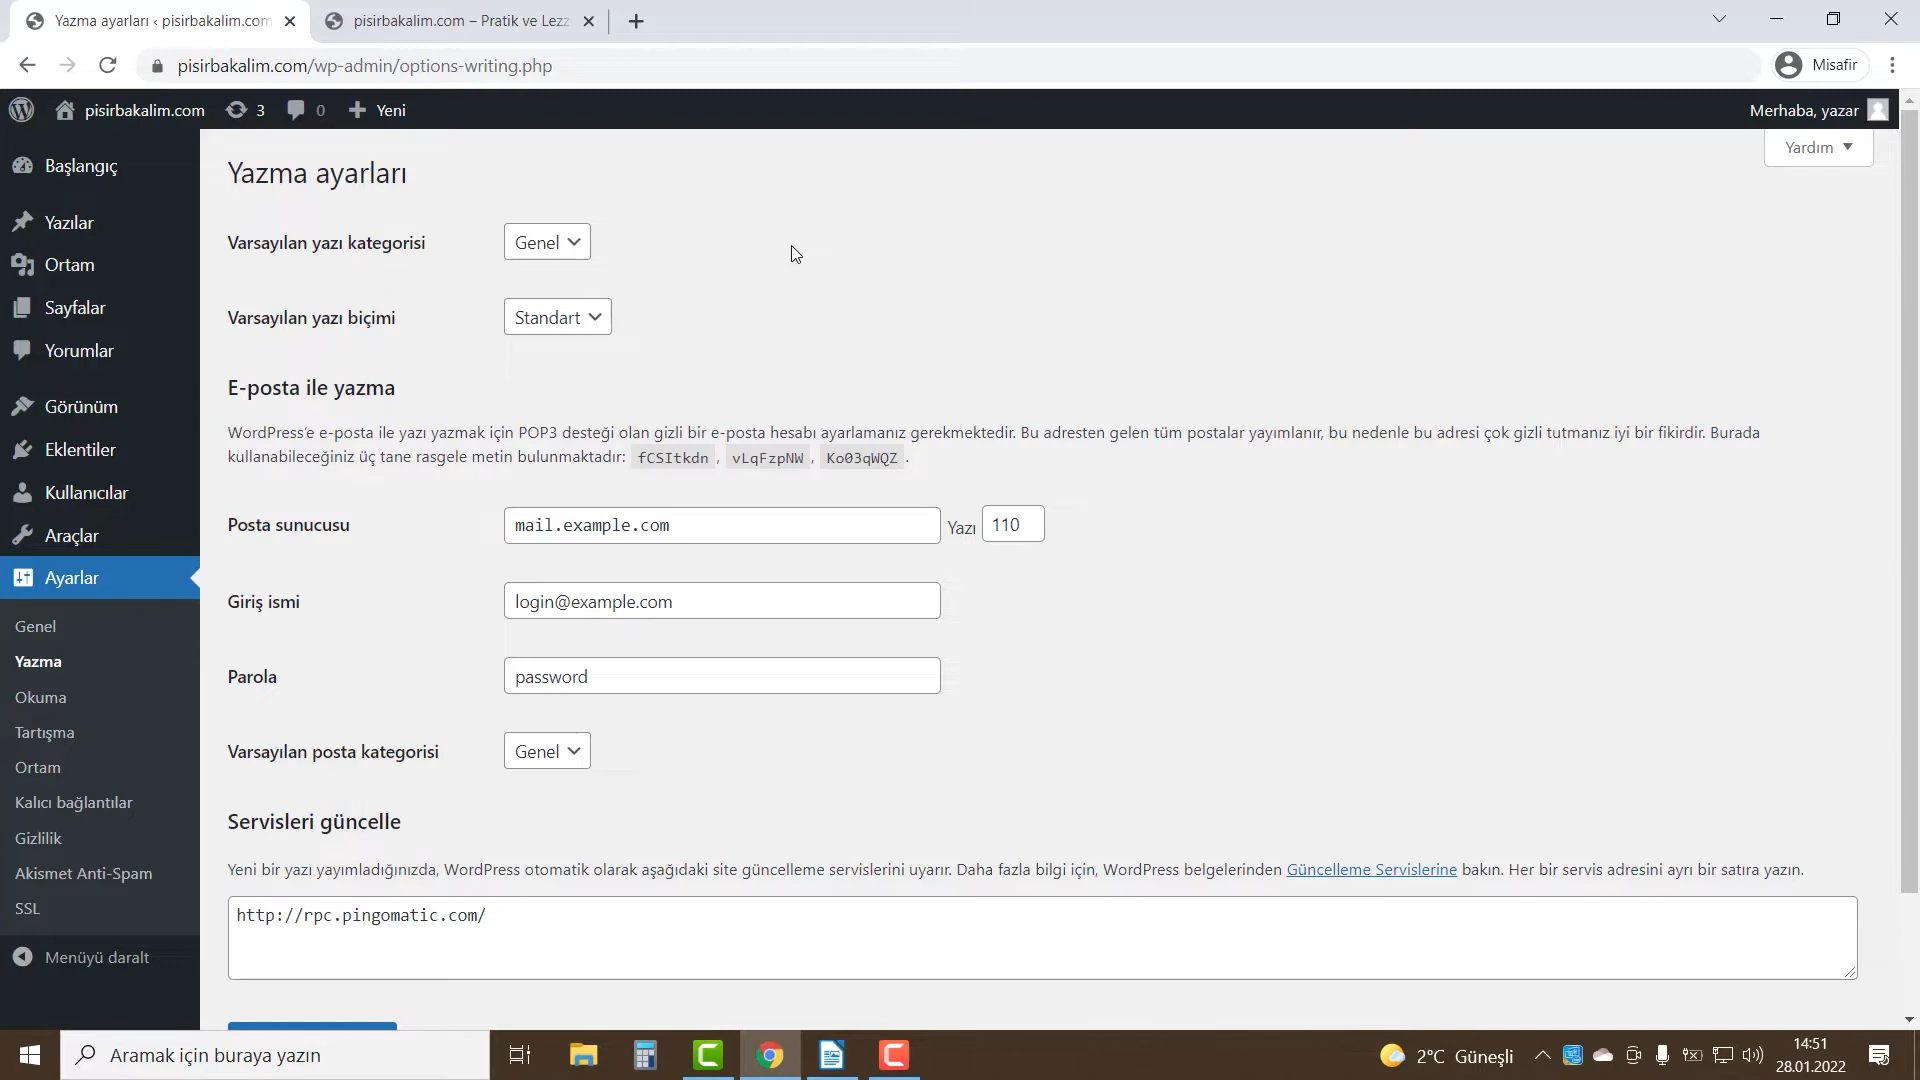 Yazma ayarları ‹ pisirbakalim.com
pisirbakalim.com – Pratik ve Lezz
pisirbakalim.com/wp-admin/options-writing.php
Misafir
pisirbakalim.com
3
0
Yeni
Merhaba, yazar
Yardım
Başlangıç
Yazılar
Ortam
Sayfalar
Yorumlar
Görünüm
Eklentiler
Kullanıcılar
Araçlar
Ayarlar
Genel
Yazma
Okuma
Tartışma
Ortam
Kalıcı bağlantılar
Gizlilik
Akismet Anti-Spam
SSL
Menüyü daralt
Yazma ayarları
Varsayılan yazı kategorisi
Genel
Varsayılan yazı biçimi
Standart
E-posta ile yazma
WordPress'e e-posta ile yazı yazmak için POP3 desteği olan gizli bir e-posta hesabı ayarlamanız gerekmektedir. Bu adresten gelen tüm postalar yayımlanır, bu nedenle bu adresi çok gizli tutmanız iyi bir fikirdir. Burada
kullanabileceğiniz üç tane rasgele metin bulunmaktadır: fCSItkdn , vLqFzpNW , Ko03qWQZ .
Posta sunucusu
mail.example.com
Yazı
110
Giriş ismi
login@example.com
Parola
password
Varsayılan posta kategorisi
Genel
Servisleri güncelle
Yeni bir yazı yayımladığınızda, WordPress otomatik olarak aşağıdaki site güncelleme servislerini uyarır. Daha fazla bilgi için, WordPress belgelerinden Güncelleme Servislerine bakın. Her bir servis adresini ayrı bir satıra yazın.
http://rpc.pingomatic.com/
Aramak için buraya yazın
2°C Güneşli
14:51
28.01.2022